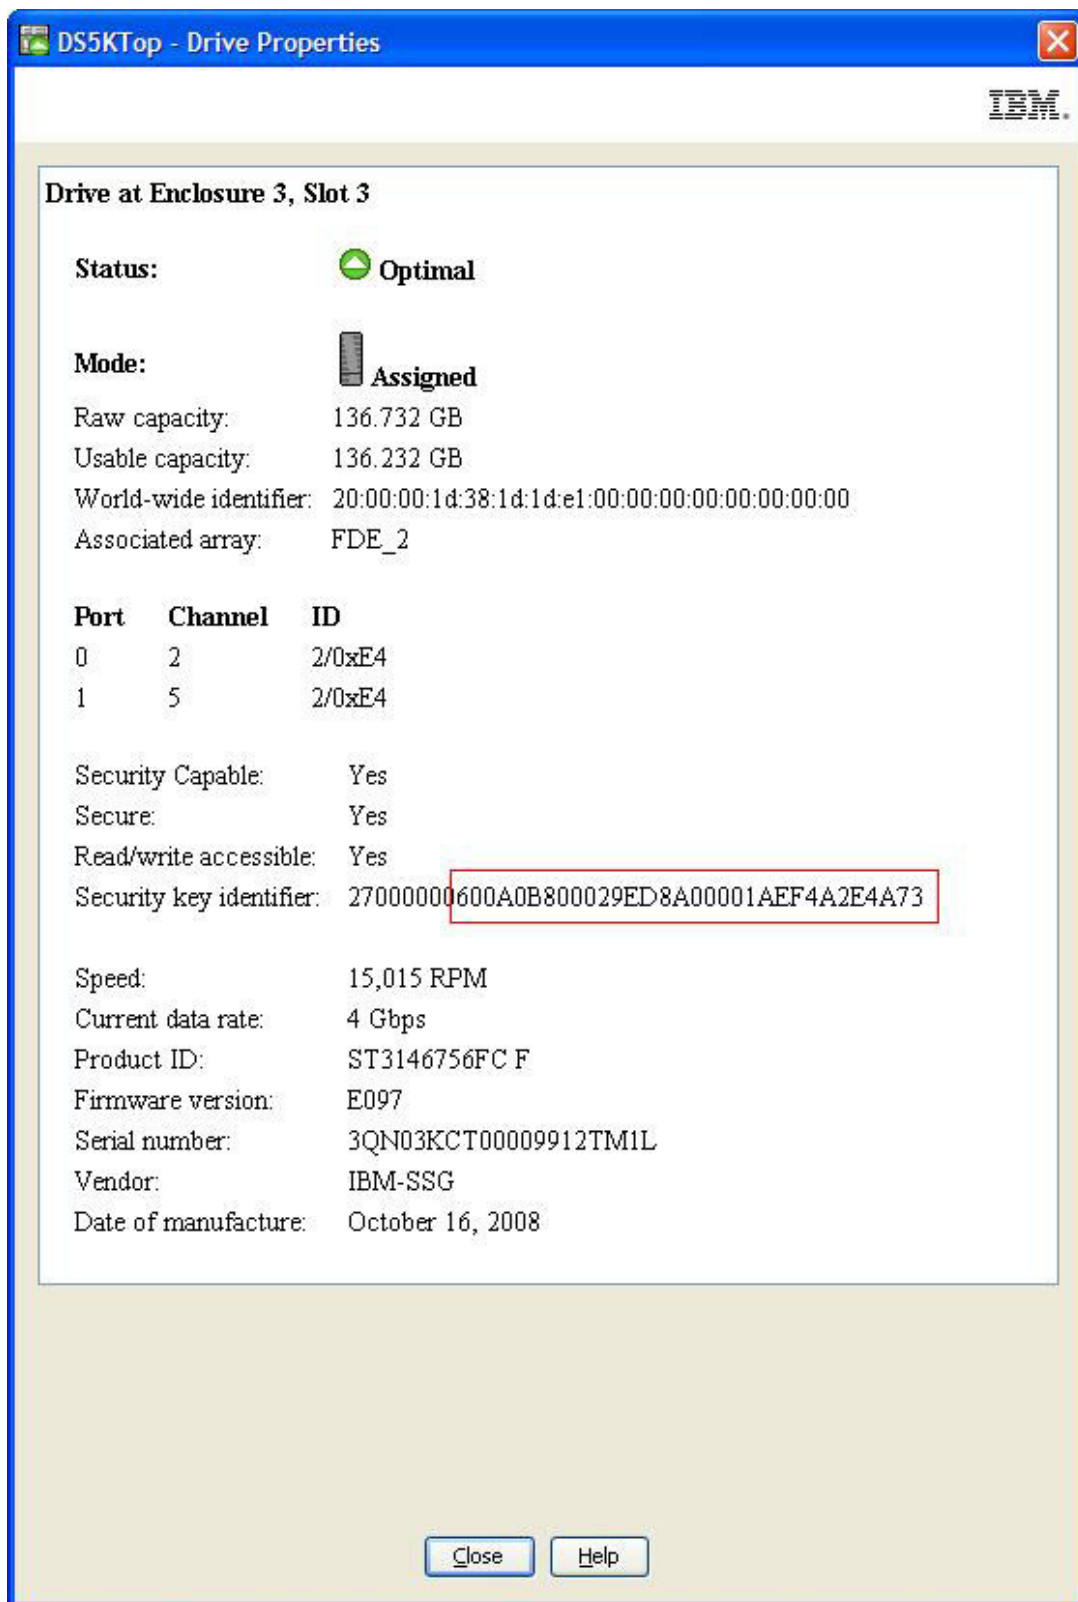 DS5KTop - Drive Properties
IBM.
Drive at Enclosure 3, Slot 3
Status: Optimal
Mode: Assigned
Raw capacity: 136.732 GB
Usable capacity: 136.232 GB
World-wide identifier: 20:00:00:1d:38:1d:1d:e1:00:00:00:00:00:00:00:00
Associated array: FDE_2
Port Channel ID
0 2 2/0xE4
1 5 2/0xE4
Security Capable: Yes
Secure: Yes
Read/write accessible: Yes
Security key identifier: 27000000600A0B800029ED8A00001AEF4A2E4A73
Speed: 15,015 RPM
Current data rate: 4 Gbps
Product ID: ST3146756FC F
Firmware version: E097
Serial number: 3QN03KCT00009912TM1L
Vendor: IBM-SSG
Date of manufacture: October 16, 2008
Close Help